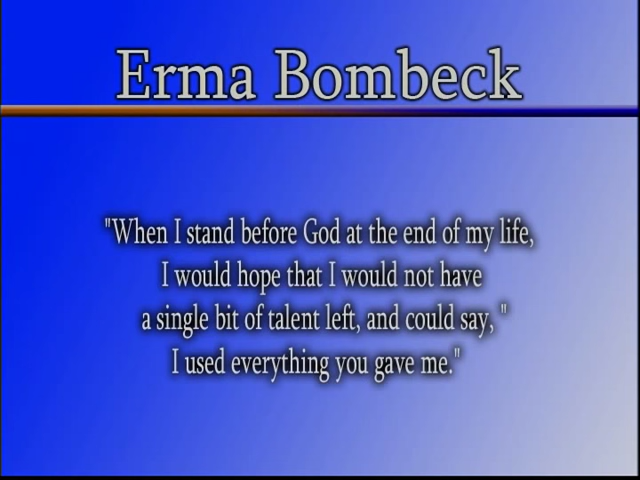 Erma Bombeck
"When I stand before God at the end of my life,
I would hope that I would not have
a single bit of talent left, and could say, "
I used everything you gave me."